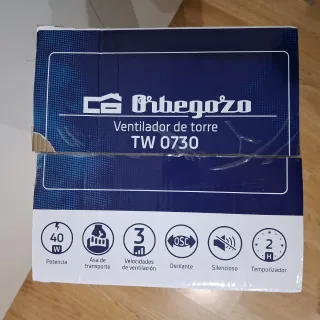 Orbegozo
Ventilador de torre
TW 0730
40
W
Potencia
Asa de
transporte
3
Velocidades
de ventilación
OSC
Oscilante
Silencioso
2
H
Temporizador